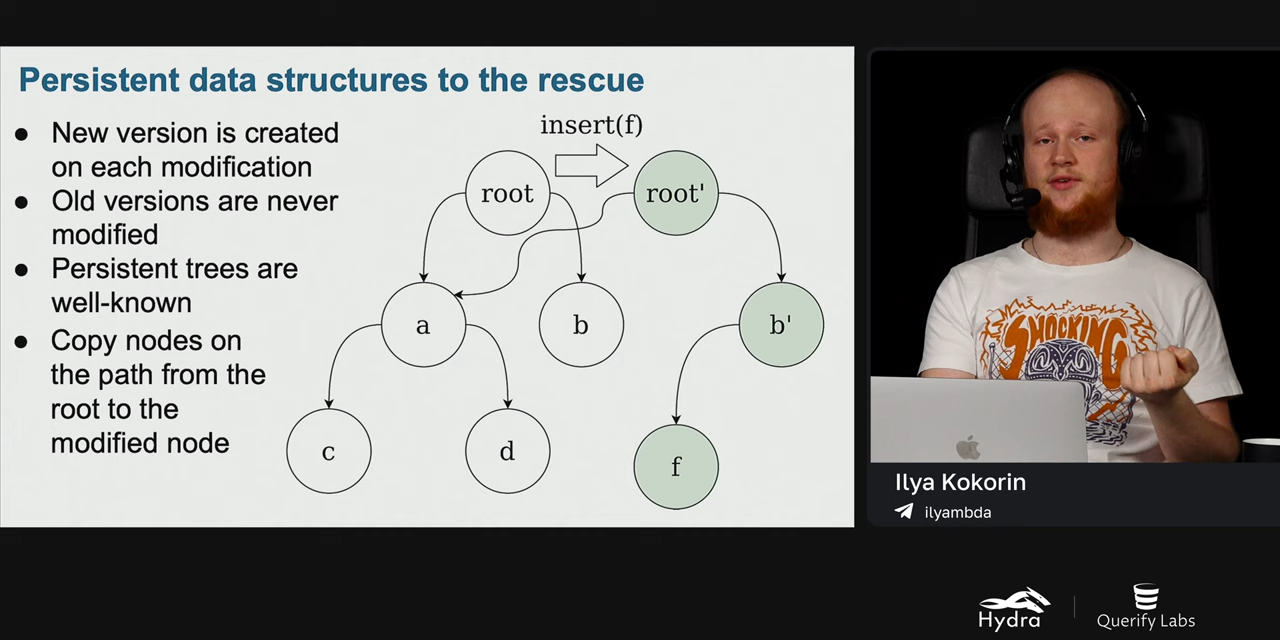 Persistent data structures to the rescue
● New version is created
on each modification
● Old versions are never
modified
● Persistent trees are
well-known
● Copy nodes on
the path from the
root to the
modified node
insert(f)
root
root'
a
b
b'
c
d
f
SHOCKING
Ilya Kokorin
ilyambda
Hydra
Querify Labs